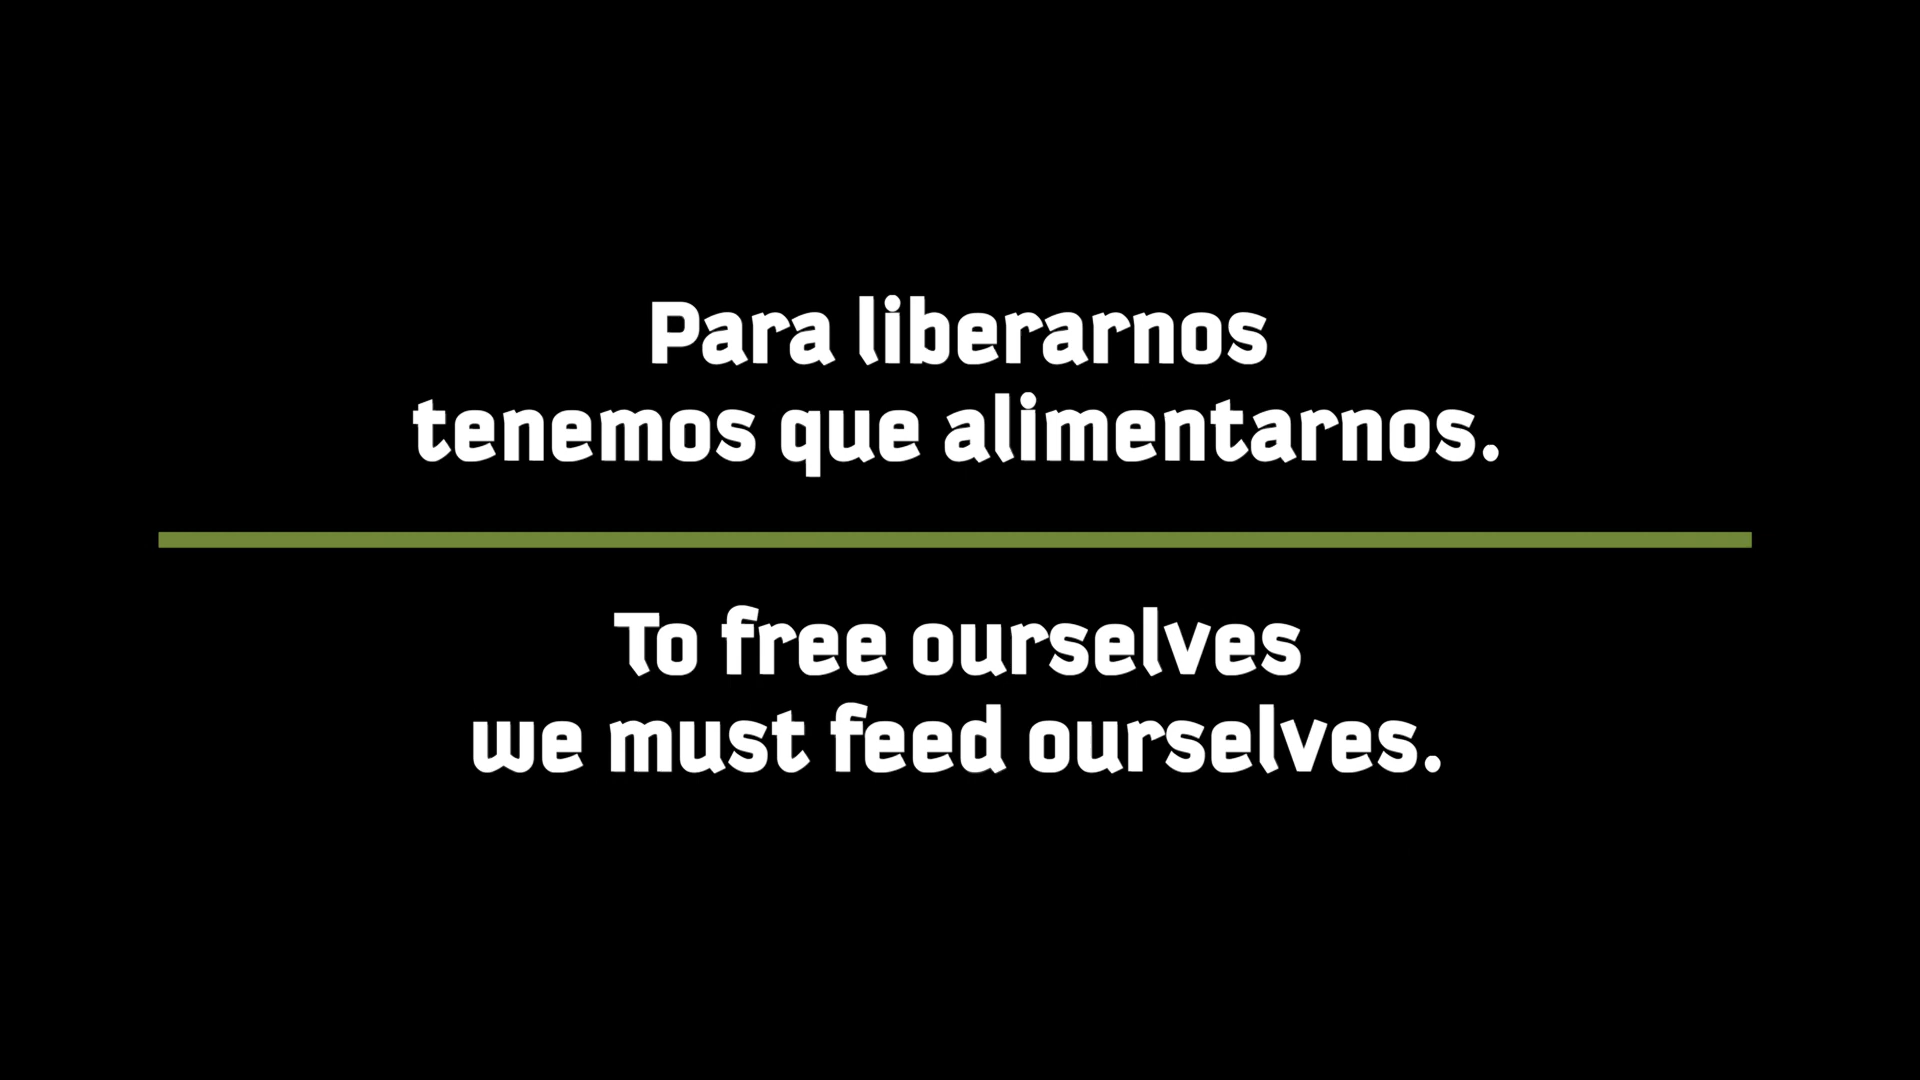 Para liberarnos
tenemos que alimentarnos.
To free ourselves
we must feed ourselves.